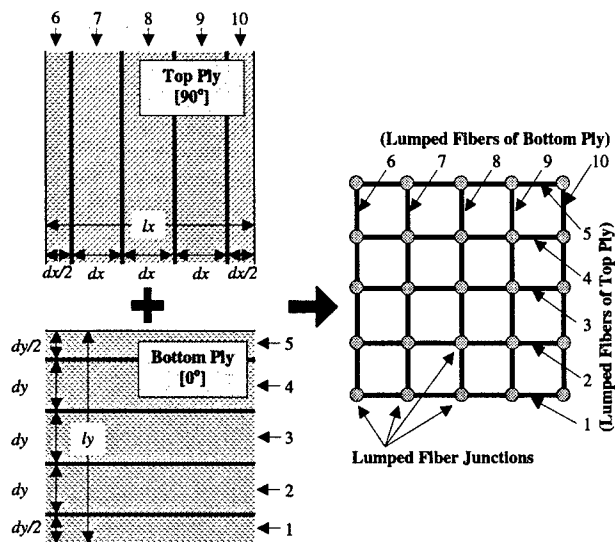 6 7 8 9 10
Top Ply
[90°]
lx
dx/2 dx dx dx dx/2
dy/2
dy
dy
dy
dy/2
ly
Bottom Ply
[0°]
5
4
3
2
1
(Lumped Fibers of Bottom Ply)
6 7 8 9 10
5
4
3
2
1
(Lumped Fibers of Top Ply)
Lumped Fiber Junctions